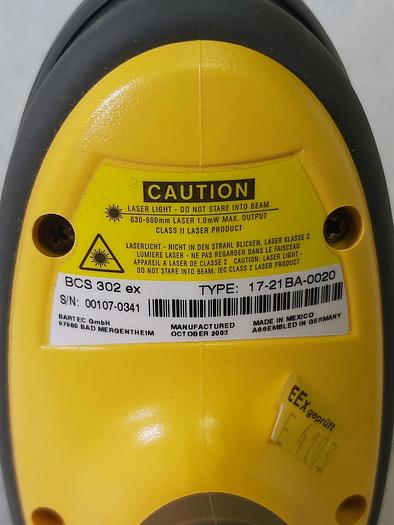 CAUTION
LASER LIGHT - DO NOT STARE INTO BEAM
630-660mm LASER 1.0mW MAX. OUTPUT
CLASS II LASER PRODUCT
LASERLICHT - NICHT IN DEN STRAHL BLICKEN, LASER KLASSE 2
LUMIERE LASER - NE PAS REGARDER DANS LE FAISCEAU
APPAREIL A LASER DE CLASSE 2 CAUTION: LASER LIGHT -
DO NOT STARE INTO BEAM, IEC CLASS 2 LASER PRODUCT
BCS 302 ex TYPE: 17-21BA-0020
S/N: 00107-0341
BARTEC GmbH MANUFACTURED MADE IN MEXICO
97980 BAD MERGENTHEIM OCTOBER 2003 ASSEMBLED IN GERMANY
EEX geprüft
E 4103